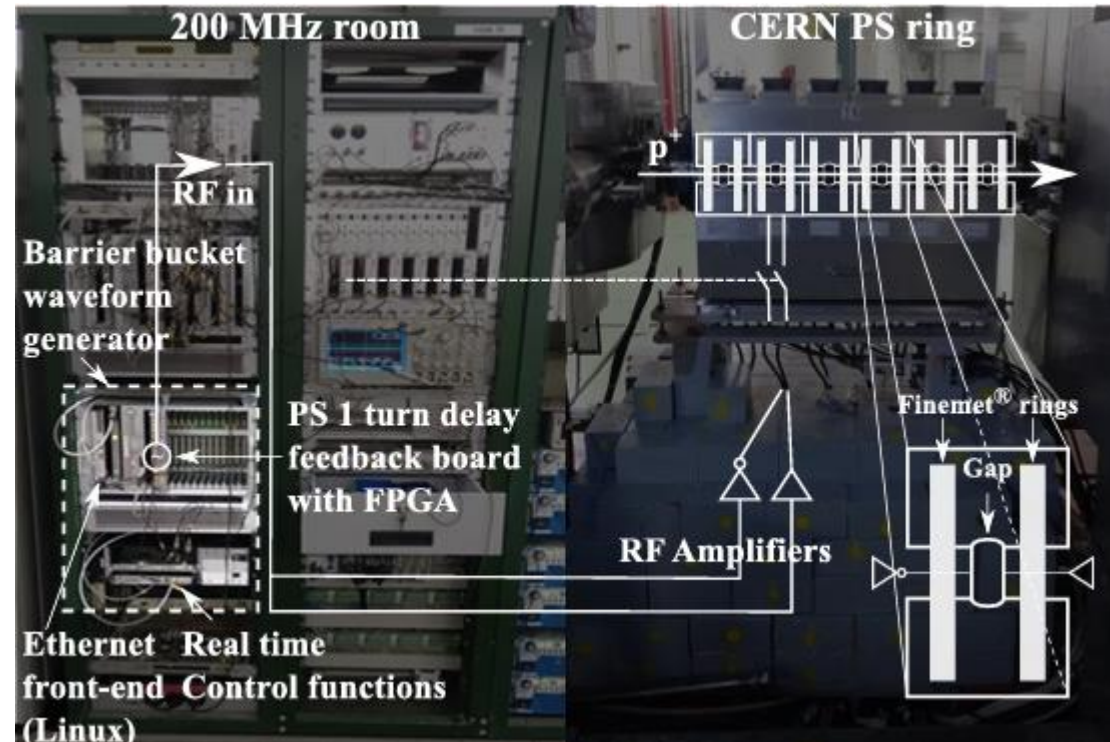 200 MHz room
CERN PS ring
p+
RF in
Barrier bucket
waveform
generator
PS 1 turn delay
feedback board
with FPGA
Finemet® rings
Gap
RF Amplifiers
Ethernet
front-end
(Linux)
Real time
Control functions